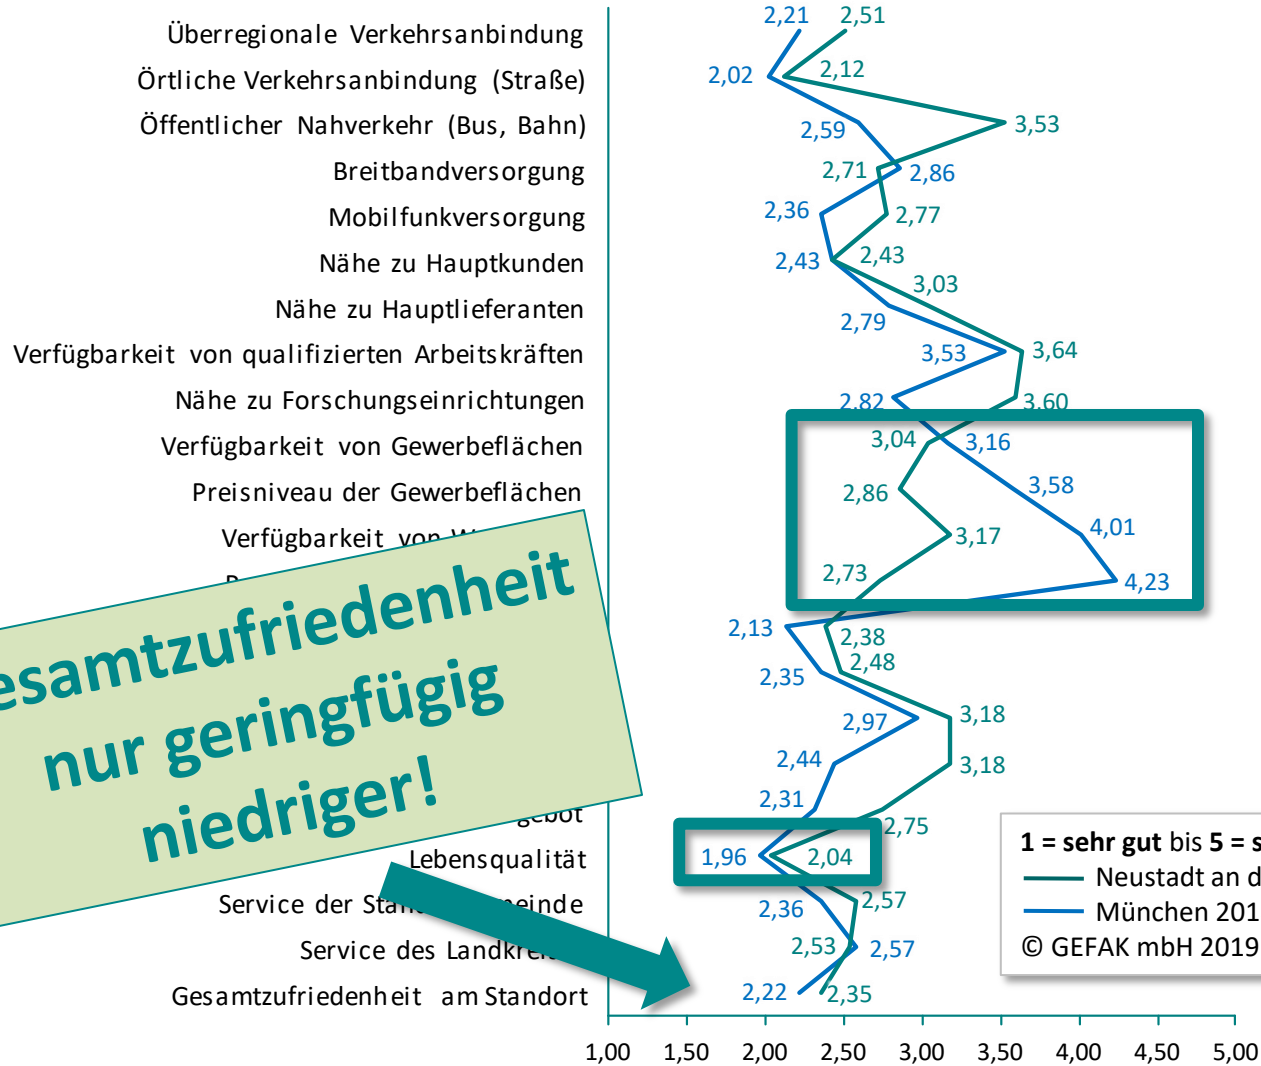 2,21 2,51
Überregionale Verkehrsanbindung
Örtliche Verkehrsanbindung (Straße) 2,02 2,12
Öffentlicher Nahverkehr (Bus, Bahn) 2,59 3,53
Breitbandversorgung 2,71 2,86
Mobilfunkversorgung 2,36 2,77
Nähe zu Hauptkunden 2,43 2,43
Nähe zu Hauptlieferanten 2,79 3,03
Verfügbarkeit von qualifizierten Arbeitskräften 3,53 3,64
Nähe zu Forschungseinrichtungen 2,82 3,60
Verfügbarkeit von Gewerbeflächen 3,04 3,16
Preisniveau der Gewerbeflächen 2,86 3,58
Verfügbarkeit von 3,17 4,01
2,73 4,23
2,13 2,38
2,35 2,48
2,97 3,18
2,44 3,18
2,31 2,75
Lebensqualität 1,96 2,04
Service der 2,36 2,57
Service des 2,53 2,57
Gesamtzufriedenheit am Standort 2,22 2,35
esamtzufriedenheit
nur geringfügig
niedriger!
1 = sehr gut bis 5 = s
Neustadt an d
München 201
© GEFAK mbH 2019
1,00 1,50 2,00 2,50 3,00 3,50 4,00 4,50 5,00